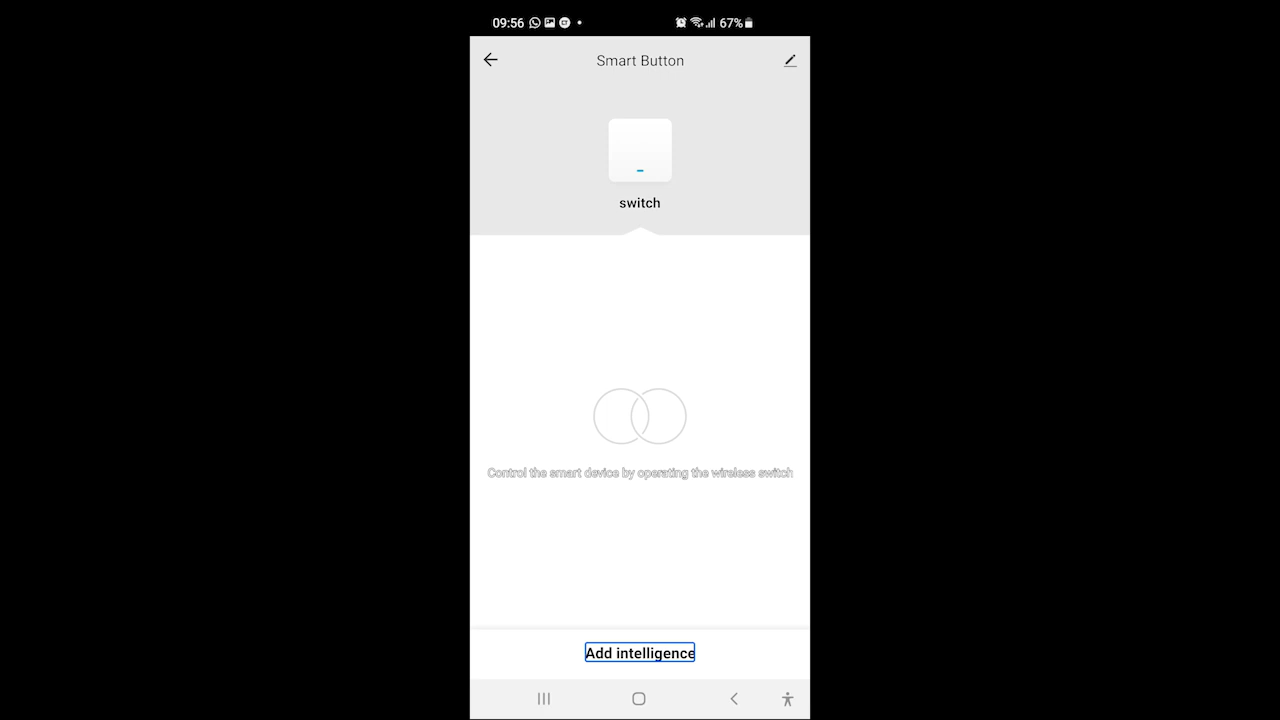 09:56 67%
Smart Button
switch
Control the smart device by operating the wireless switch
Add intelligence